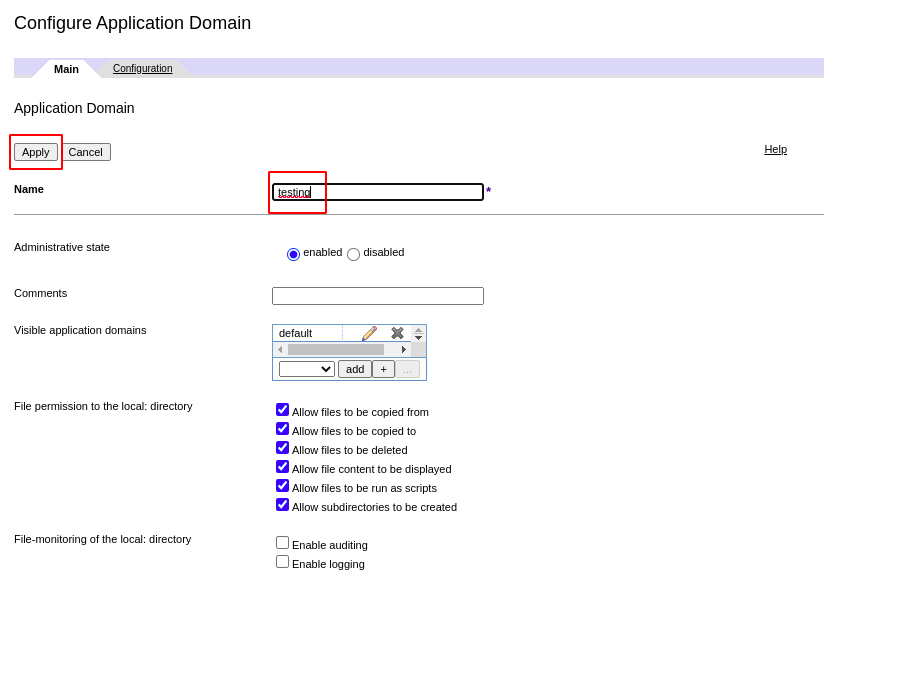 Configure Application Domain
Main Configuration
Application Domain
Apply Cancel Help
Name testing *
Administrative state enabled disabled
Comments
Visible application domains default
add + ...
File permission to the local: directory
Allow files to be copied from
Allow files to be copied to
Allow files to be deleted
Allow file content to be displayed
Allow files to be run as scripts
Allow subdirectories to be created
File-monitoring of the local: directory
Enable auditing
Enable logging